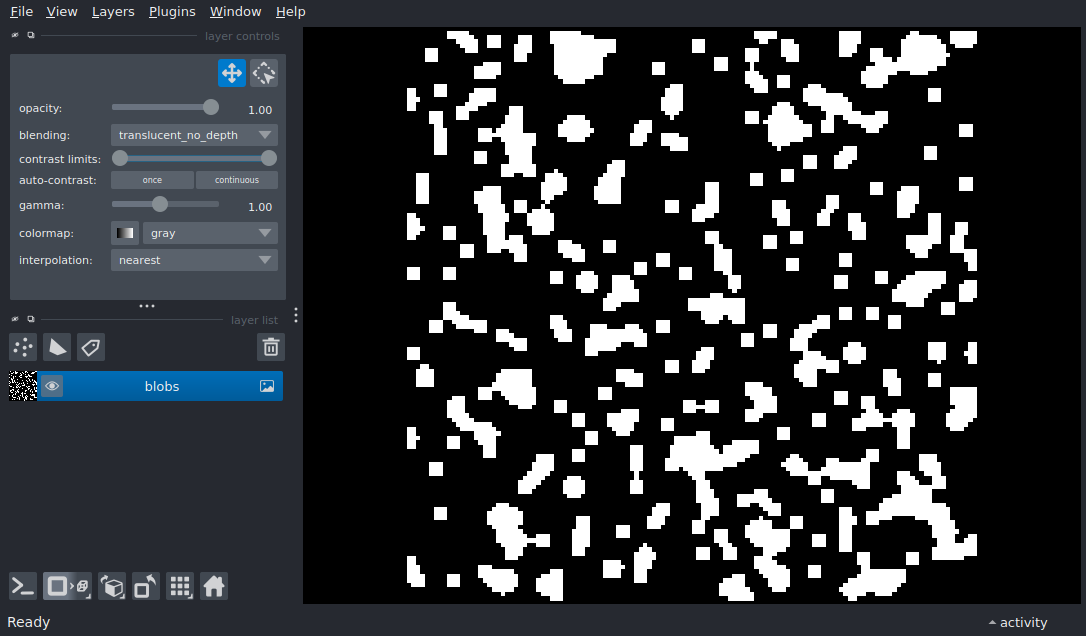 File View Layers Plugins Window Help
layer controls
opacity: 1.00
blending: translucent_no_depth
contrast limits:
auto-contrast: once continuous
gamma: 1.00
colormap: gray
interpolation: nearest
layer list
blobs
Ready activity